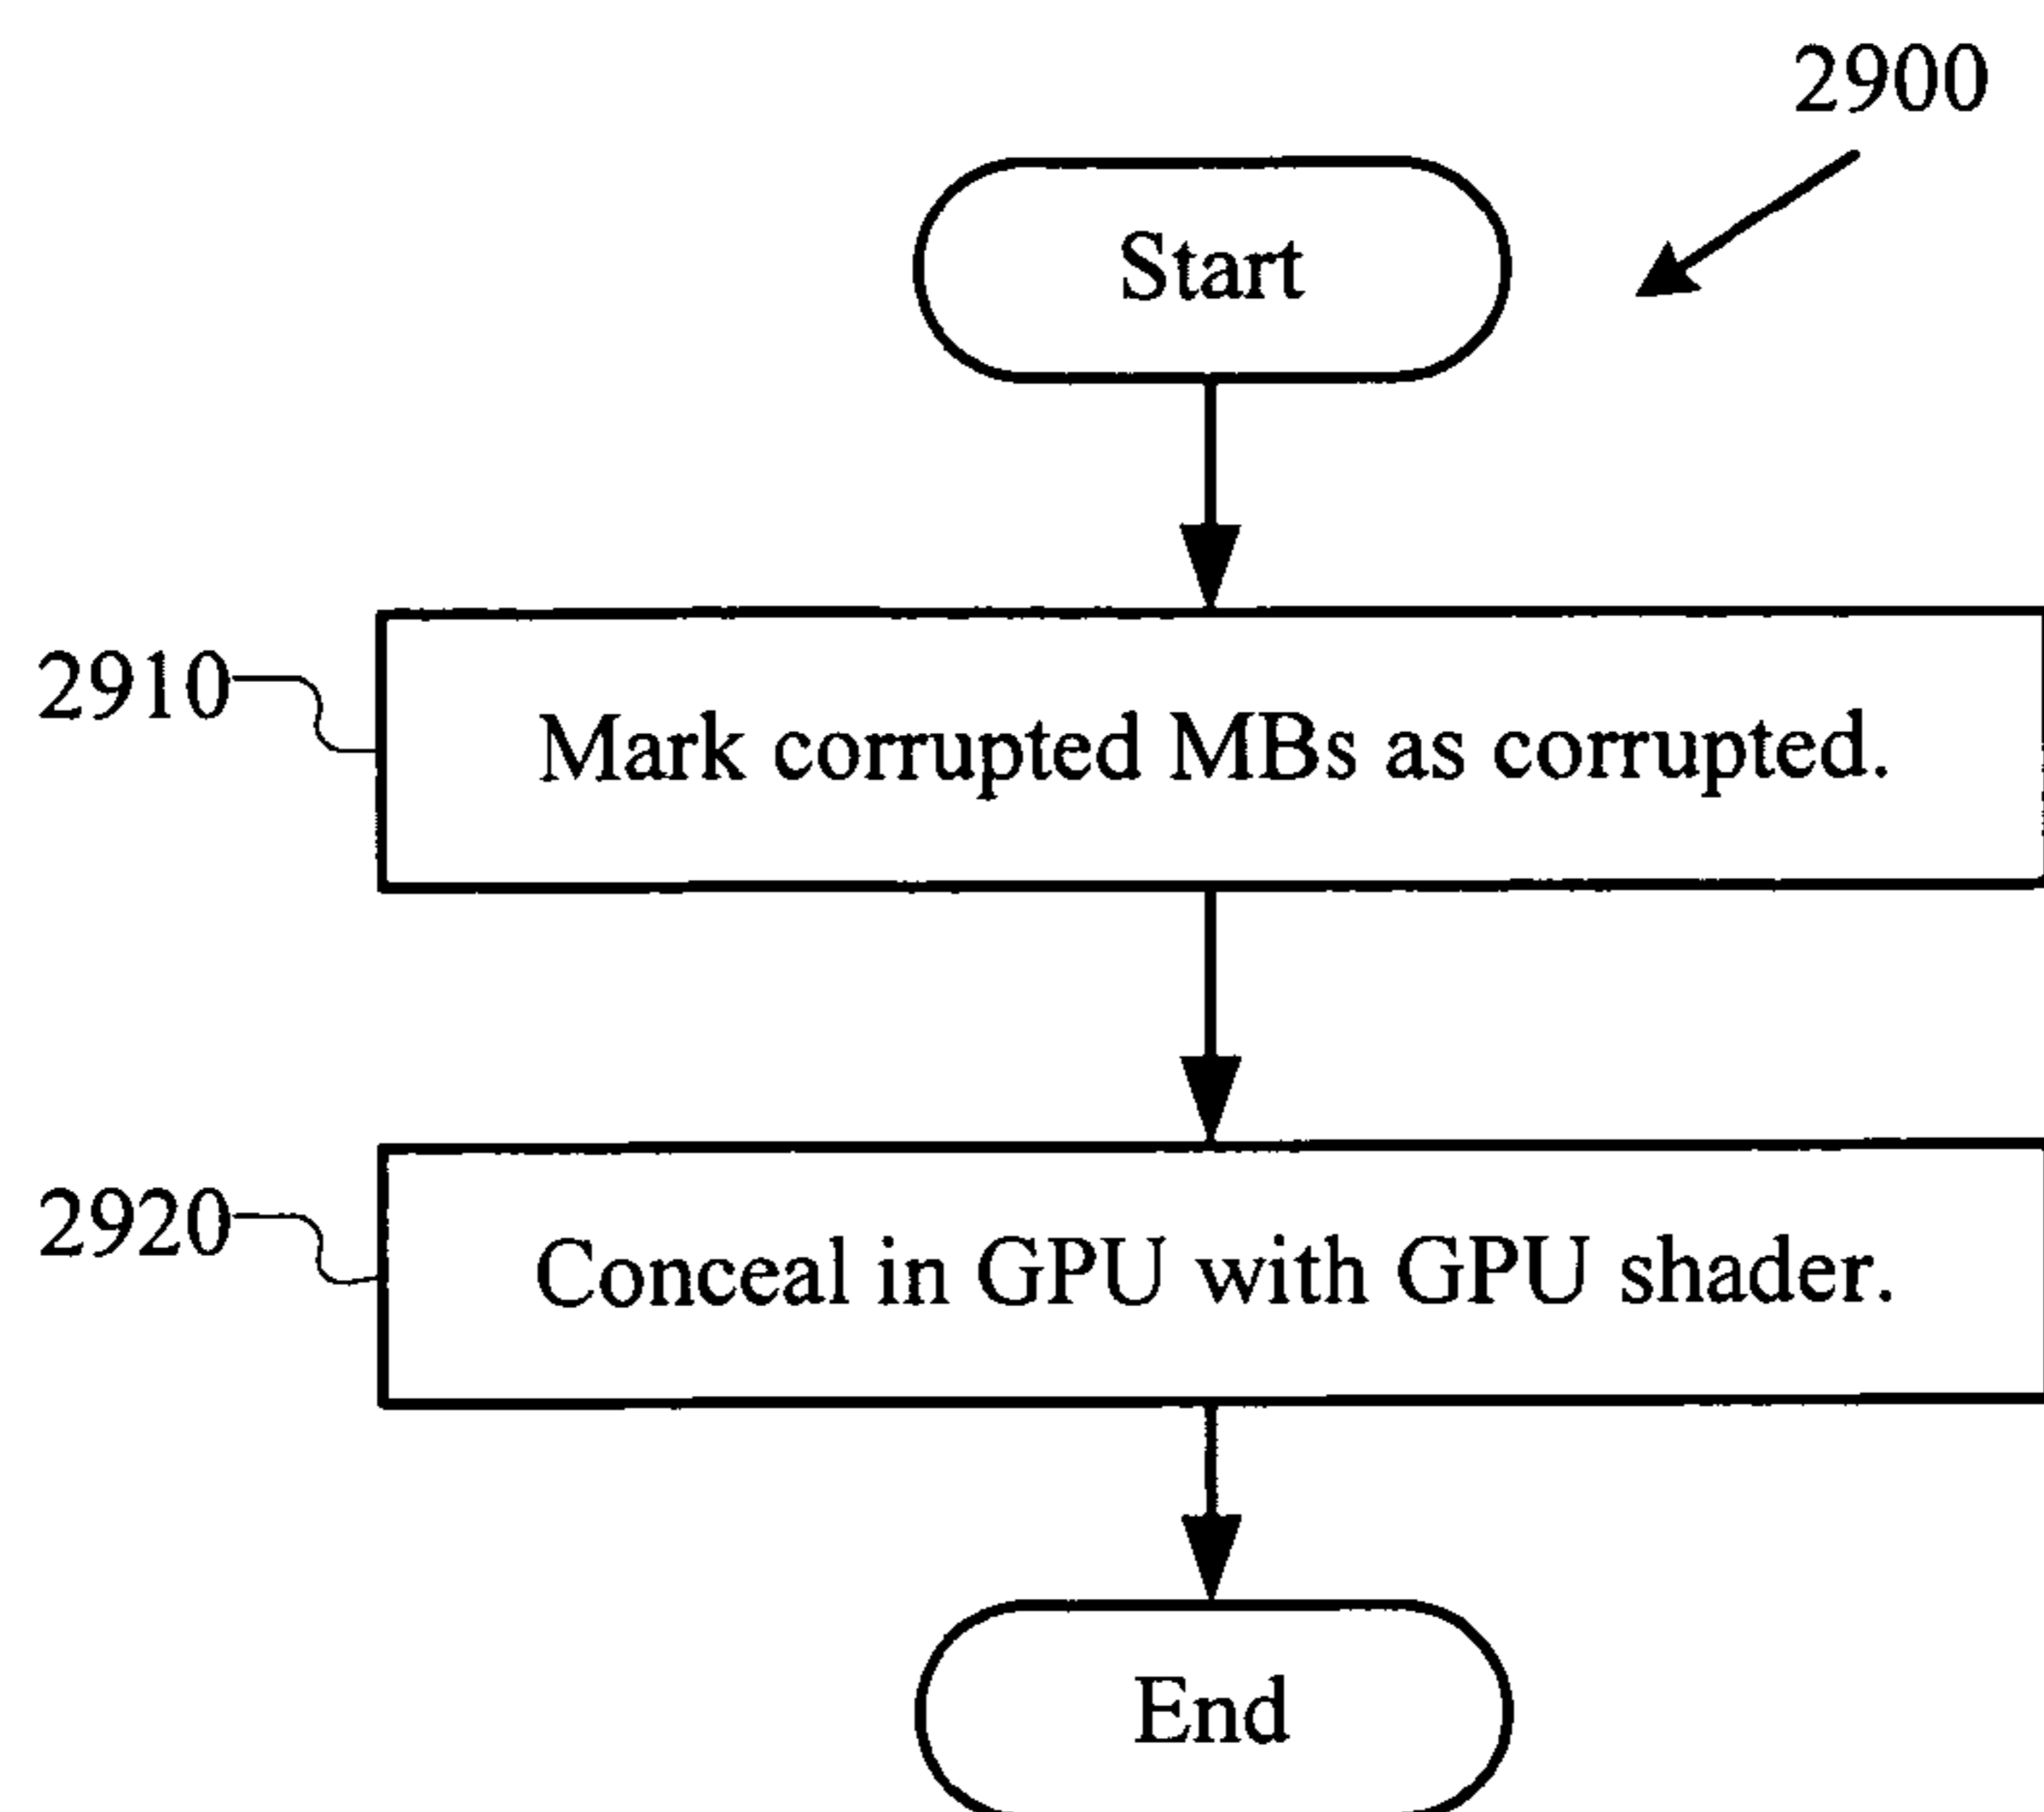 2900
Start
2910
Mark corrupted MBs as corrupted.
2920
Conceal in GPU with GPU shader.
End